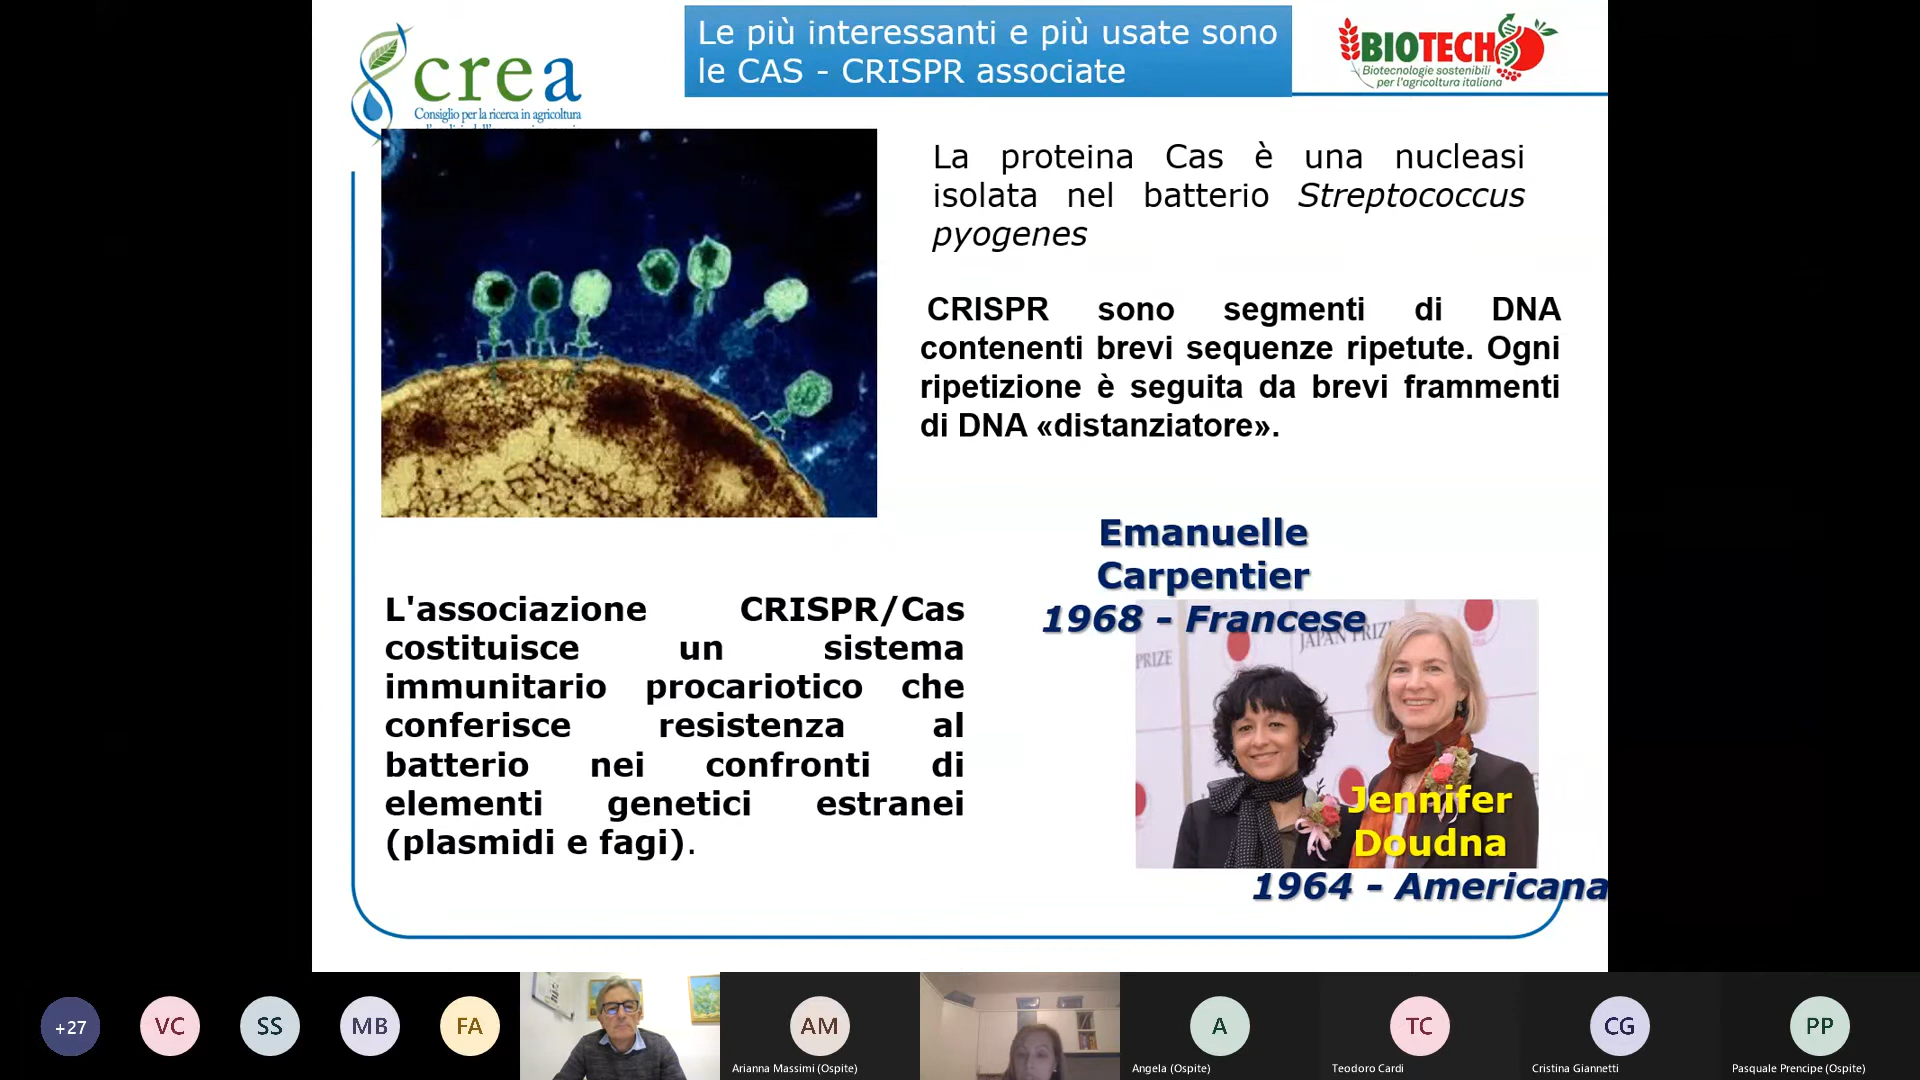 Le più interessanti e più usate sono
le CAS - CRISPR associate
crea
Consiglio per la ricerca in agricoltura
BIOTECH
Biotecnologie sostenibili
per l'agricoltura italiana
La proteina Cas è una nucleasi
isolata nel batterio Streptococcus
pyogenes
CRISPR sono segmenti di DNA
contenenti brevi sequenze ripetute. Ogni
ripetizione è seguita da brevi frammenti
di DNA «distanziatore».
Emanuelle
Carpentier
1968 - Francese
JAPAN PRIZE
PRIZE
L'associazione CRISPR/Cas
costituisce un sistema
immunitario procariotico che
conferisce resistenza al
batterio nei confronti di
elementi genetici estranei
(plasmidi e fagi).
Jennifer
Doudna
1964 - Americana
+27
VC
SS
MB
FA
AM
Arianna Massimi (Ospite)
A
Angela (Ospite)
TC
Teodoro Cardi
CG
Cristina Giannetti
PP
Pasquale Prencipe (Ospite)